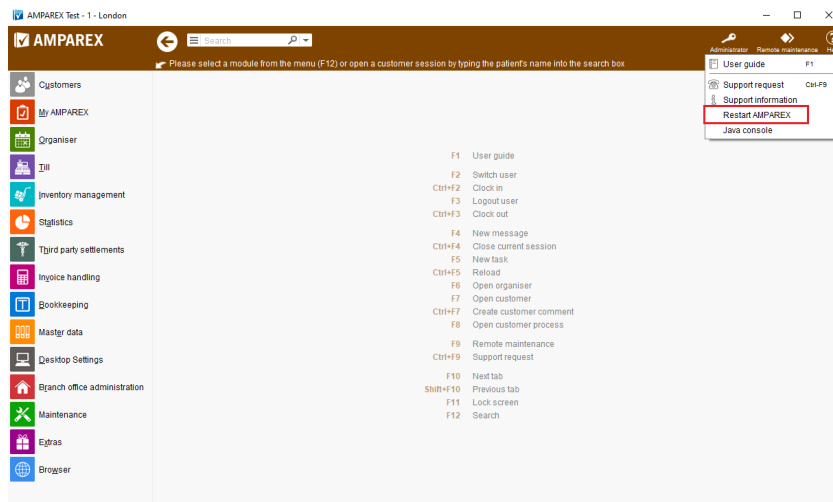 AMPAREX Test - 1 - London
AMPAREX
Search
Administrator Remote maintenance
Please select a module from the menu (F12) or open a customer session by typing the patient's name into the search box
User guide F1
Support request Ctrl-F9
Support information
Restart AMPAREX
Java console
Customers
My AMPAREX
Organiser
Till
Inventory management
Statistics
Third party settlements
Invoice handling
Bookkeeping
Master data
Desktop Settings
Branch office administration
Maintenance
Extras
Browser
F1 User guide
F2 Switch user
Ctrl+F2 Clock in
F3 Logout user
Ctrl+F3 Clock out
F4 New message
Ctrl+F4 Close current session
F5 New task
Ctrl+F5 Reload
F6 Open organiser
F7 Open customer
Ctrl+F7 Create customer comment
F8 Open customer process
F9 Remote maintenance
Ctrl+F9 Support request
F10 Next tab
Shift+F10 Previous tab
F11 Lock screen
F12 Search